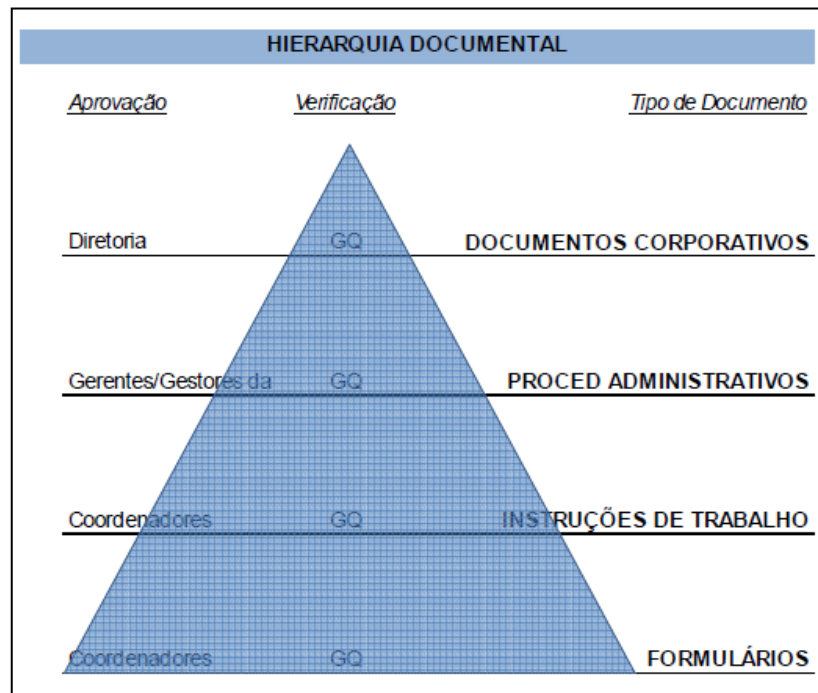 HIERARQUIA DOCUMENTAL
Aprovação Verificação Tipo de Documento
Diretoria GQ DOCUMENTOS CORPORATIVOS
Gerentes/Gestores da GQ PROCED ADMINISTRATIVOS
Coordenadores GQ INSTRUÇÕES DE TRABALHO
Coordenadores GQ FORMULÁRIOS